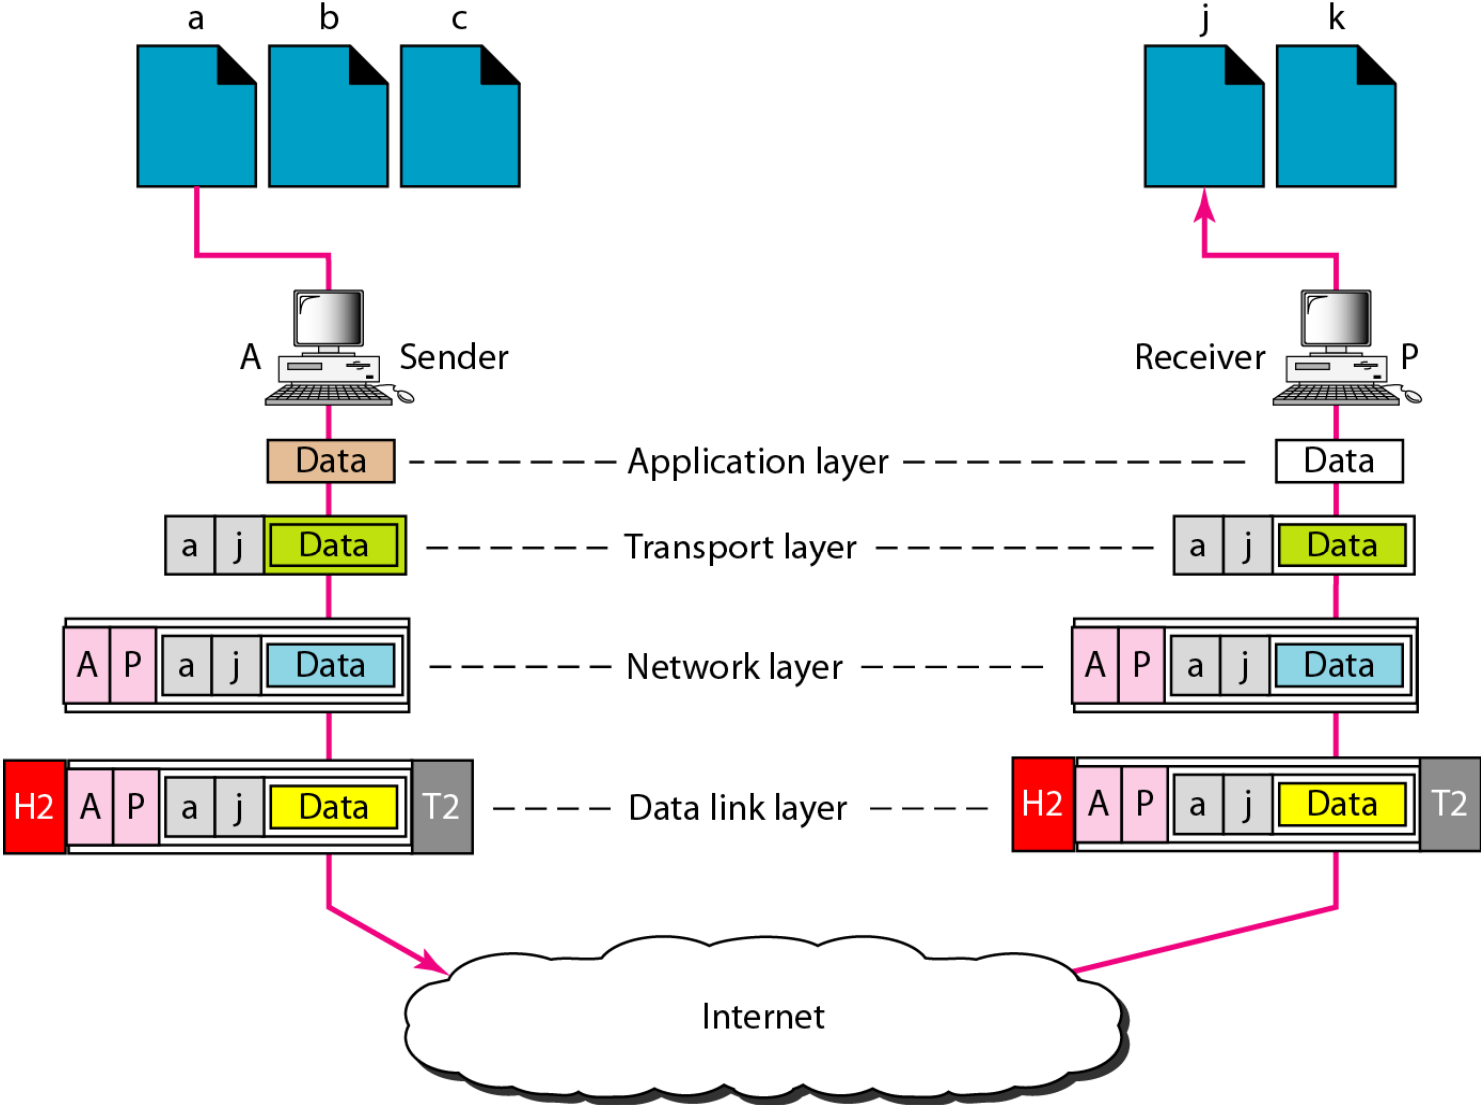 a b c j k
A Sender Receiver P
Data Application layer Data
a j Data Transport layer a j Data
A P a j Data Network layer A P a j Data
H2 A P a j Data T2 Data link layer H2 A P a j Data T2
Internet